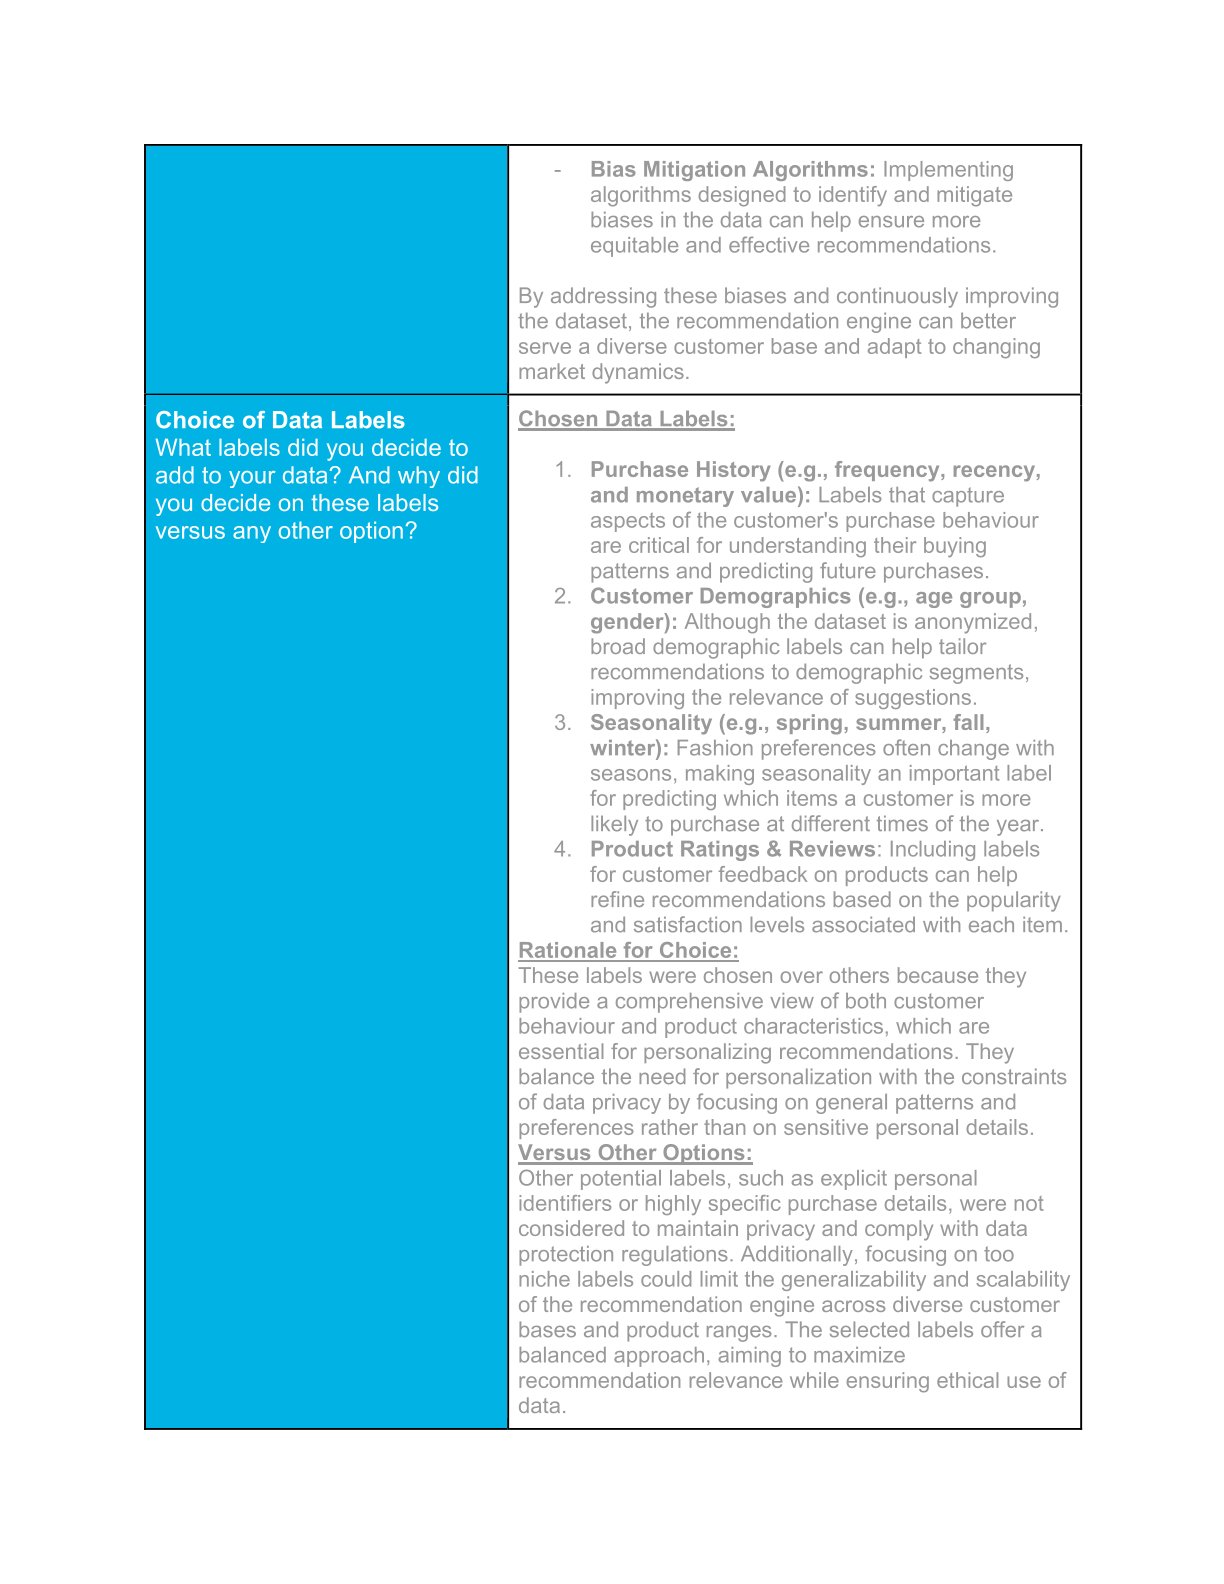 - Bias Mitigation Algorithms: Implementing
algorithms designed to identify and mitigate
biases in the data can help ensure more
equitable and effective recommendations.
By addressing these biases and continuously improving
the dataset, the recommendation engine can better
serve a diverse customer base and adapt to changing
market dynamics.
Choice of Data Labels
What labels did you decide to
add to your data? And why did
you decide on these labels
versus any other option?
Chosen Data Labels:
1. Purchase History (e.g., frequency, recency,
and monetary value): Labels that capture
aspects of the customer's purchase behaviour
are critical for understanding their buying
patterns and predicting future purchases.
2. Customer Demographics (e.g., age group,
gender): Although the dataset is anonymized,
broad demographic labels can help tailor
recommendations to demographic segments,
improving the relevance of suggestions.
3. Seasonality (e.g., spring, summer, fall,
winter): Fashion preferences often change with
seasons, making seasonality an important label
for predicting which items a customer is more
likely to purchase at different times of the year.
4. Product Ratings & Reviews: Including labels
for customer feedback on products can help
refine recommendations based on the popularity
and satisfaction levels associated with each item.
Rationale for Choice:
These labels were chosen over others because they
provide a comprehensive view of both customer
behaviour and product characteristics, which are
essential for personalizing recommendations. They
balance the need for personalization with the constraints
of data privacy by focusing on general patterns and
preferences rather than on sensitive personal details.
Versus Other Options:
Other potential labels, such as explicit personal
identifiers or highly specific purchase details, were not
considered to maintain privacy and comply with data
protection regulations. Additionally, focusing on too
niche labels could limit the generalizability and scalability
of the recommendation engine across diverse customer
bases and product ranges. The selected labels offer a
balanced approach, aiming to maximize
recommendation relevance while ensuring ethical use of
data.